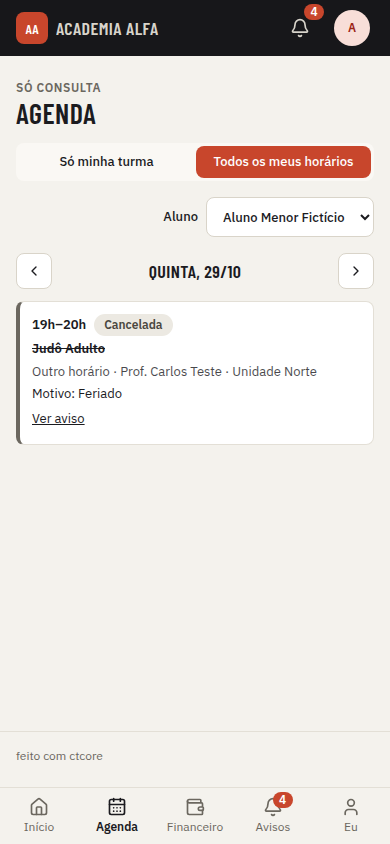 AA ACADEMIA ALFA 4 A
SÓ CONSULTA
AGENDA
Só minha turma Todos os meus horários
Aluno Aluno Menor Fictício
QUINTA, 29/10
19h–20h Cancelada
Judô Adulto
Outro horário · Prof. Carlos Teste · Unidade Norte
Motivo: Feriado
Ver aviso
feito com ctcore
4
Início Agenda Financeiro Avisos Eu